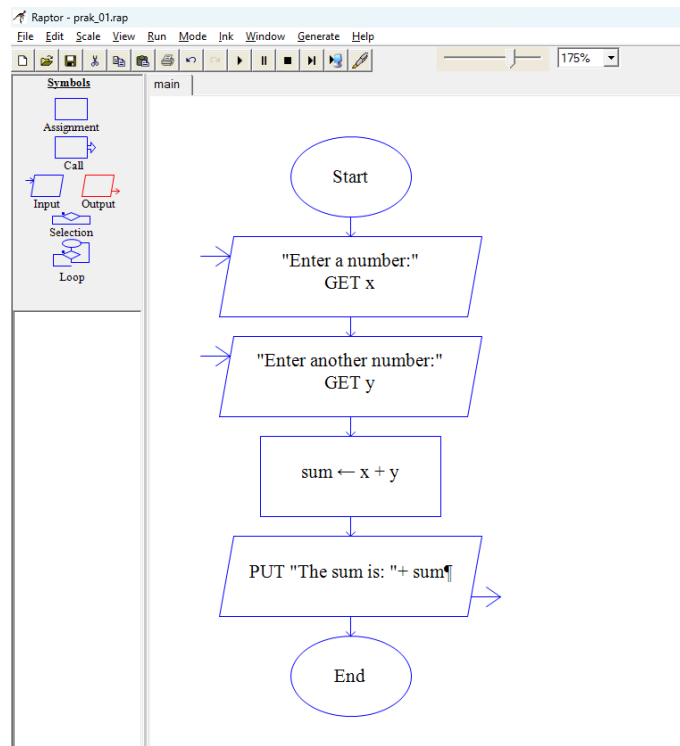 Raptor - prak_01.rap
File Edit Scale View Run Mode Ink Window Generate Help
175%
Symbols
Assignment
Call
Input Output
Selection
Loop
main
Start
"Enter a number:"
GET x
"Enter another number:"
GET y
sum ← x + y
PUT "The sum is: "+ sum¶
End